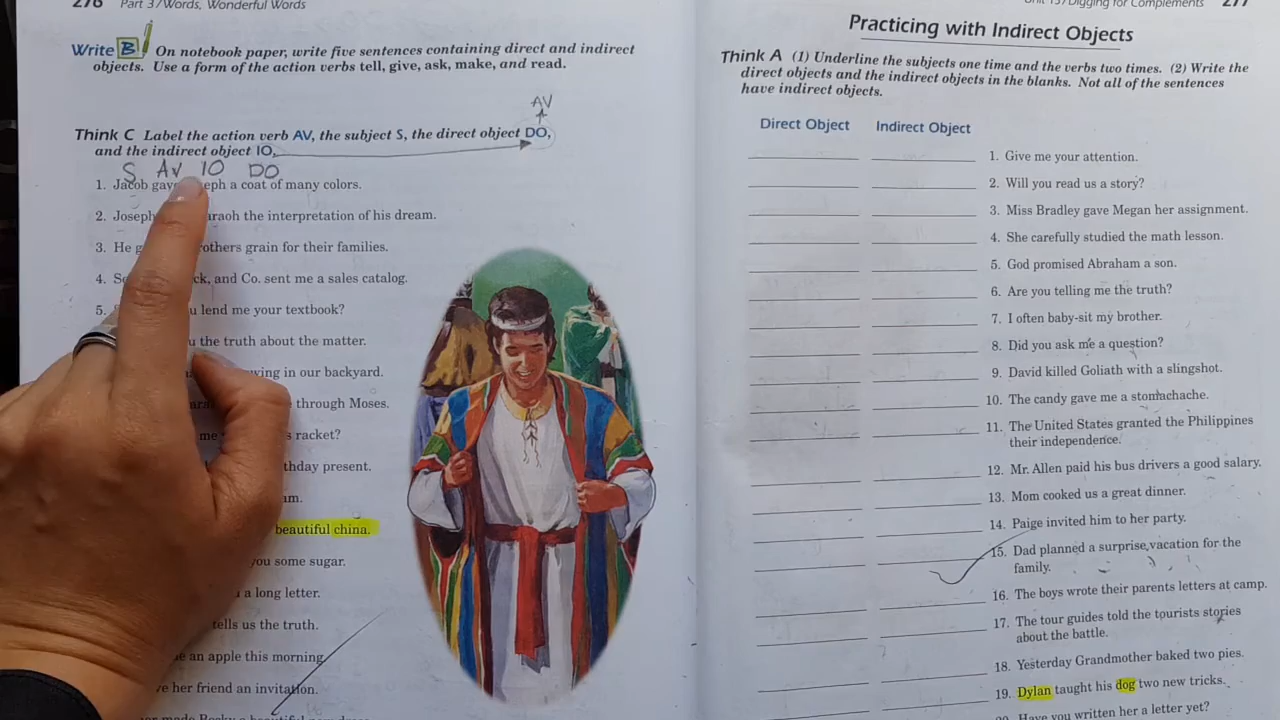 276 Part 3/Words, Wonderful Words
Write B On notebook paper, write five sentences containing direct and indirect
objects. Use a form of the action verbs tell, give, ask, make, and read.
AV
Think C Label the action verb AV, the subject S, the direct object DO,
and the indirect object IO.
S AV IO DO
1. Jacob gave eph a coat of many colors.
2. Joseph raoh the interpretation of his dream.
3. He others grain for their families.
4. ck, and Co. sent me a sales catalog.
5. u lend me your textbook?
u the truth about the matter.
wing in our backyard.
through Moses.
me s racket?
thday present.
am.
beautiful china.
you some sugar.
a long letter.
tells us the truth.
e an apple this morning
ve her friend an invitation.
made
Unit 13/Digging for Complements 277
Practicing with Indirect Objects
Think A (1) Underline the subjects one time and the verbs two times. (2) Write the
direct objects and the indirect objects in the blanks. Not all of the sentences
have indirect objects.
Direct Object Indirect Object
1. Give me your attention.
2. Will you read us a story?
3. Miss Bradley gave Megan her assignment.
4. She carefully studied the math lesson.
5. God promised Abraham a son.
6. Are you telling me the truth?
7. I often baby-sit my brother.
8. Did you ask me a question?
9. David killed Goliath with a slingshot.
10. The candy gave me a stomachache.
11. The United States granted the Philippines
their independence.
12. Mr. Allen paid his bus drivers a good salary.
13. Mom cooked us a great dinner.
14. Paige invited him to her party.
15. Dad planned a surprise vacation for the
family.
16. The boys wrote their parents letters at camp.
17. The tour guides told the tourists stories
about the battle.
18. Yesterday Grandmother baked two pies.
19. Dylan taught his dog two new tricks.
20. Have you written her a letter yet?